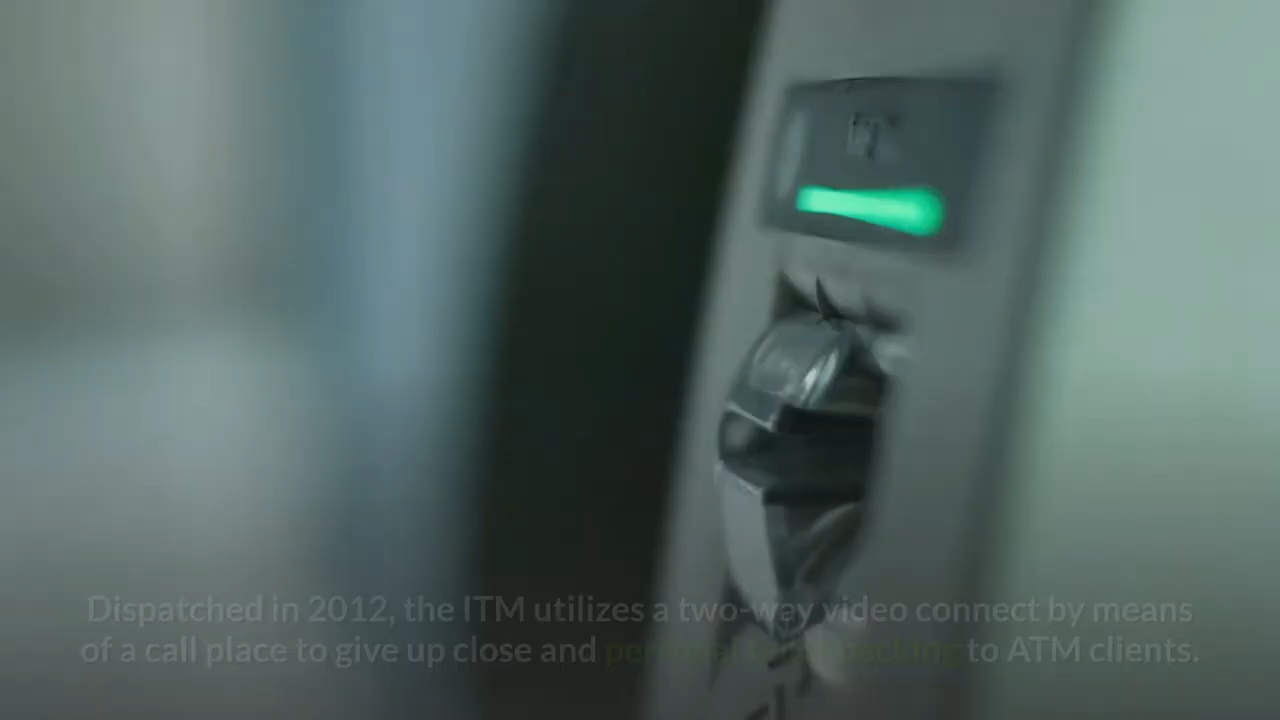 Dispatched in 2012, the ITM utilizes a two-way video connect by means
of a call place to give up close and to ATM clients.